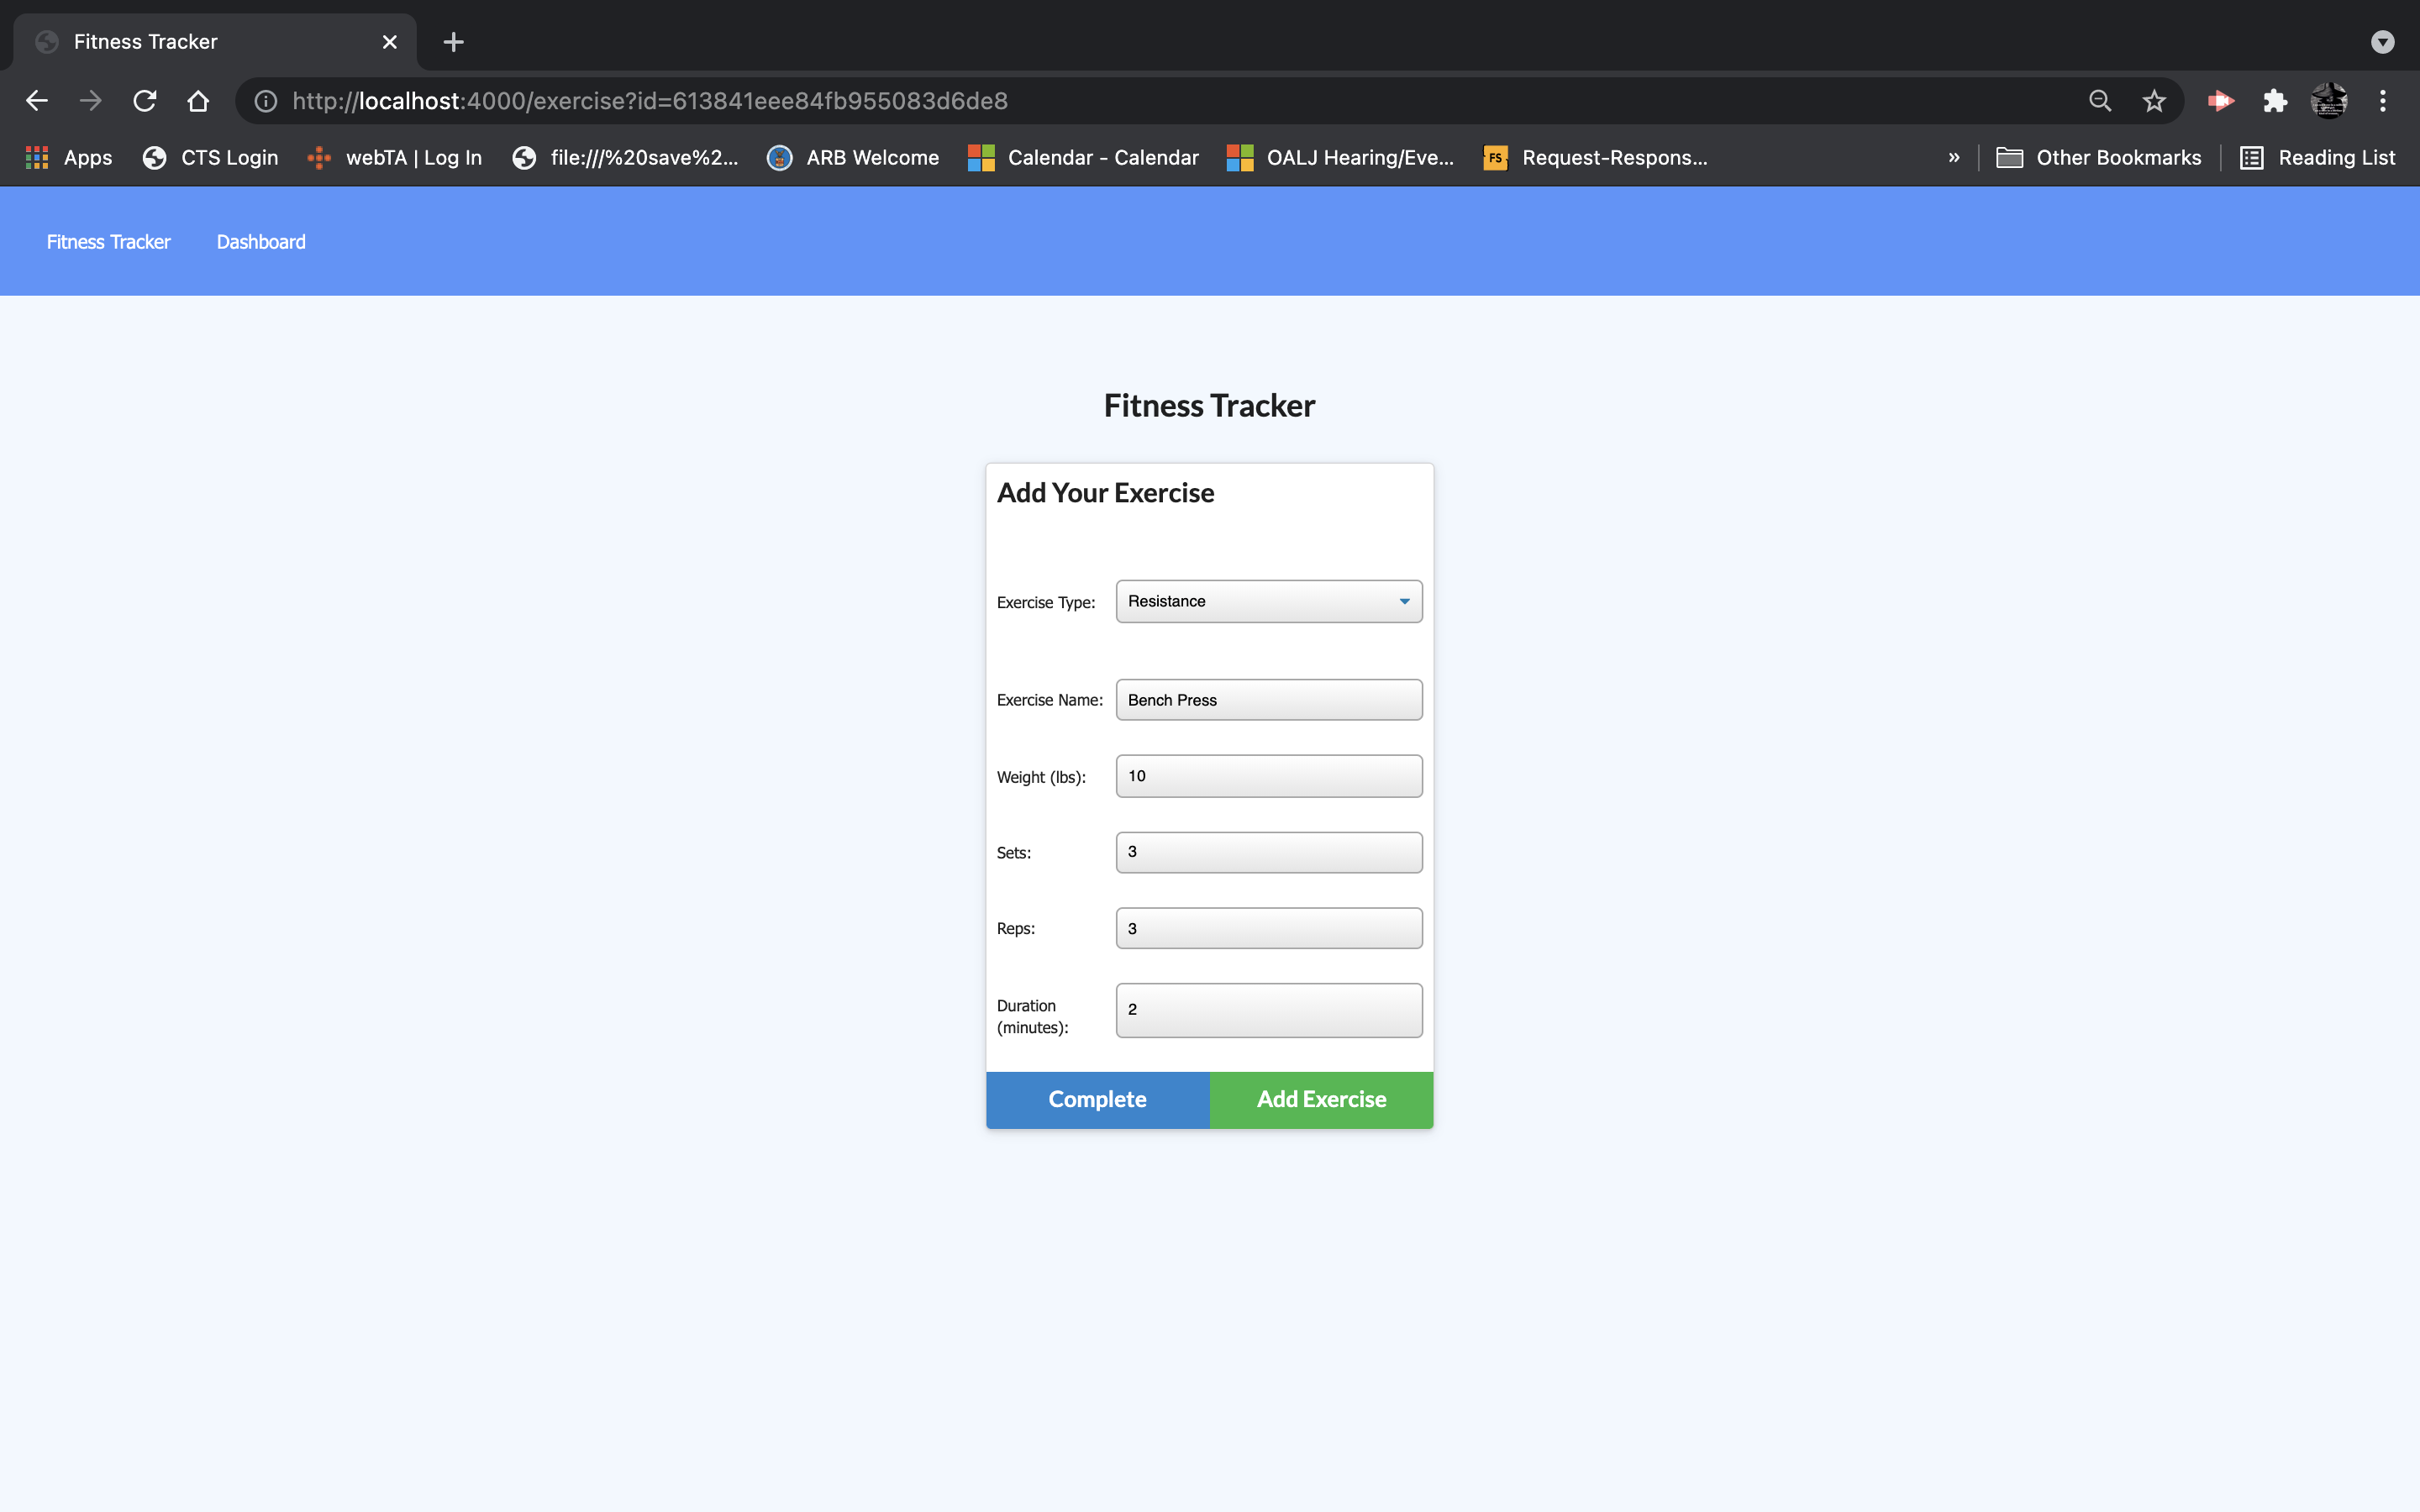 Fitness Tracker
http://localhost:4000/exercise?id=613841eee84fb955083d6de8
Apps CTS Login webTA | Log In file:///%20save%2... ARB Welcome Calendar - Calendar OALJ Hearing/Eve... FS Request-Respons... » Other Bookmarks Reading List
Fitness Tracker Dashboard
Fitness Tracker
Add Your Exercise
Exercise Type: Resistance
Exercise Name: Bench Press
Weight (lbs): 10
Sets: 3
Reps: 3
Duration
(minutes): 2
Complete Add Exercise